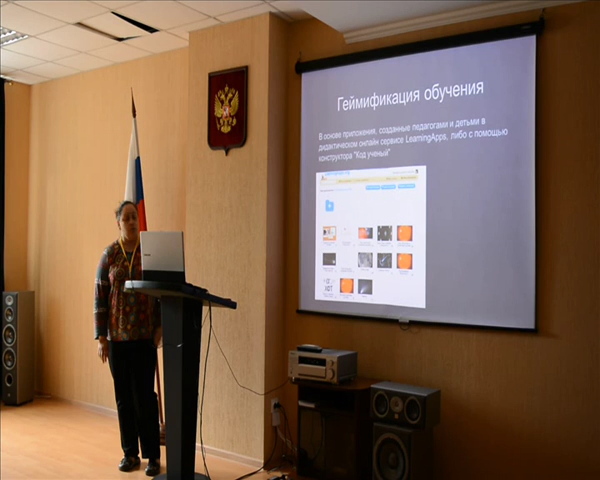 Геймификация обучения
В основе приложения, созданные педагогами и детьми в
дидактическом онлайн сервисе LearningApps, либо с помощью
конструктора "Код ученый"